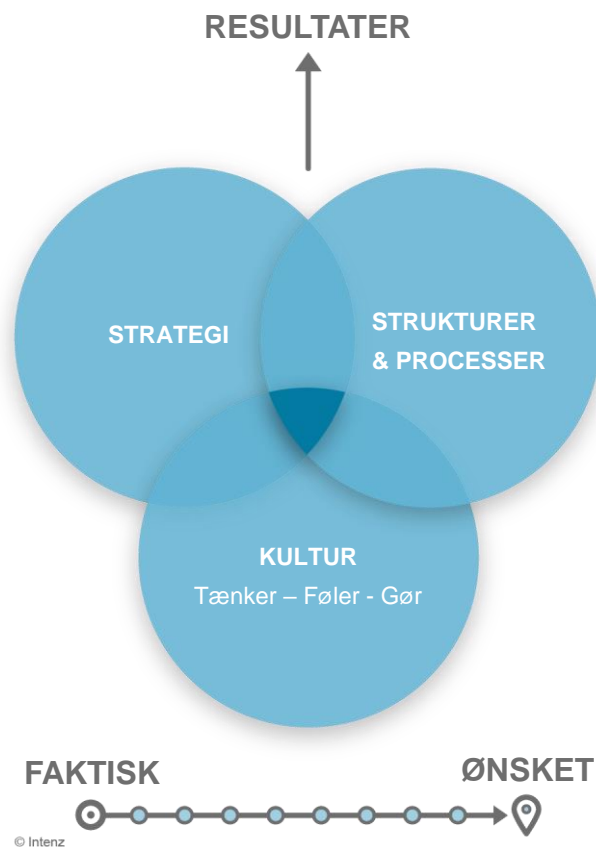 RESULTATER
STRATEGI
STRUKTURER
& PROCESSER
KULTUR
Tænker – Føler - Gør
FAKTISK
ØNSKET
© Intenz